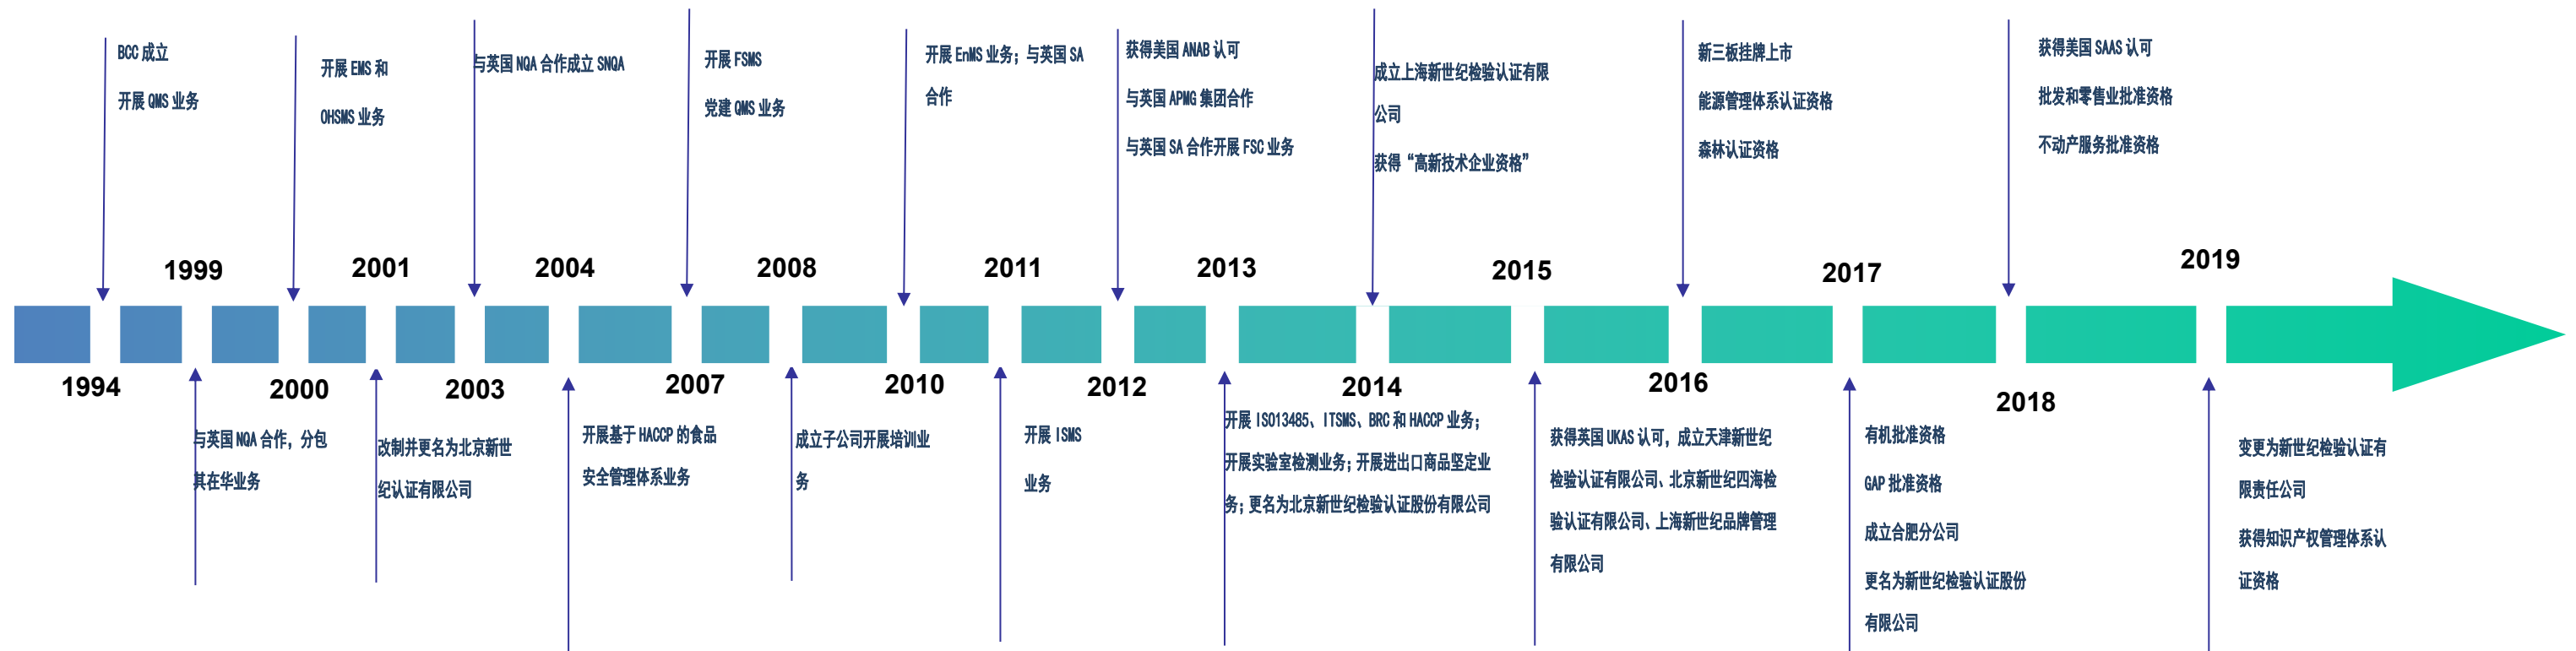 BCC 成立
开展 QMS 业务
开展 EMS 和
OHSMS 业务
与英国 NQA 合作成立 SNQA
开展 FSMS
党建 QMS 业务
开展 EnMS 业务；与英国 SA
合作
获得美国 ANAB 认可
与英国 APMG 集团合作
与英国 SA 合作开展 FSC 业务
成立上海新世纪检验认证有限
公司
获得“高新技术企业资格”
新三板挂牌上市
能源管理体系认证资格
森林认证资格
获得美国 SAAS 认可
批发和零售业批准资格
不动产服务批准资格
1999
2001
2004
2008
2011
2013
2015
2017
2019
1994
2000
2003
2007
2010
2012
2014
2016
2018
与英国 NQA 合作，分包
其在华业务
改制并更名为北京新世
纪认证有限公司
开展基于 HACCP 的食品
安全管理体系业务
成立子公司开展培训业
务
开展 ISMS
业务
开展 ISO13485、ITSMS、BRC 和 HACCP 业务；
开展实验室检测业务；开展进出口商品坚定业
务；更名为北京新世纪检验认证股份有限公司
获得英国 UKAS 认可，成立天津新世纪
检验认证有限公司、北京新世纪四海检
验认证有限公司、上海新世纪品牌管理
有限公司
有机批准资格
GAP 批准资格
成立合肥分公司
更名为新世纪检验认证股份
有限公司
变更为新世纪检验认证有
限责任公司
获得知识产权管理体系认
证资格